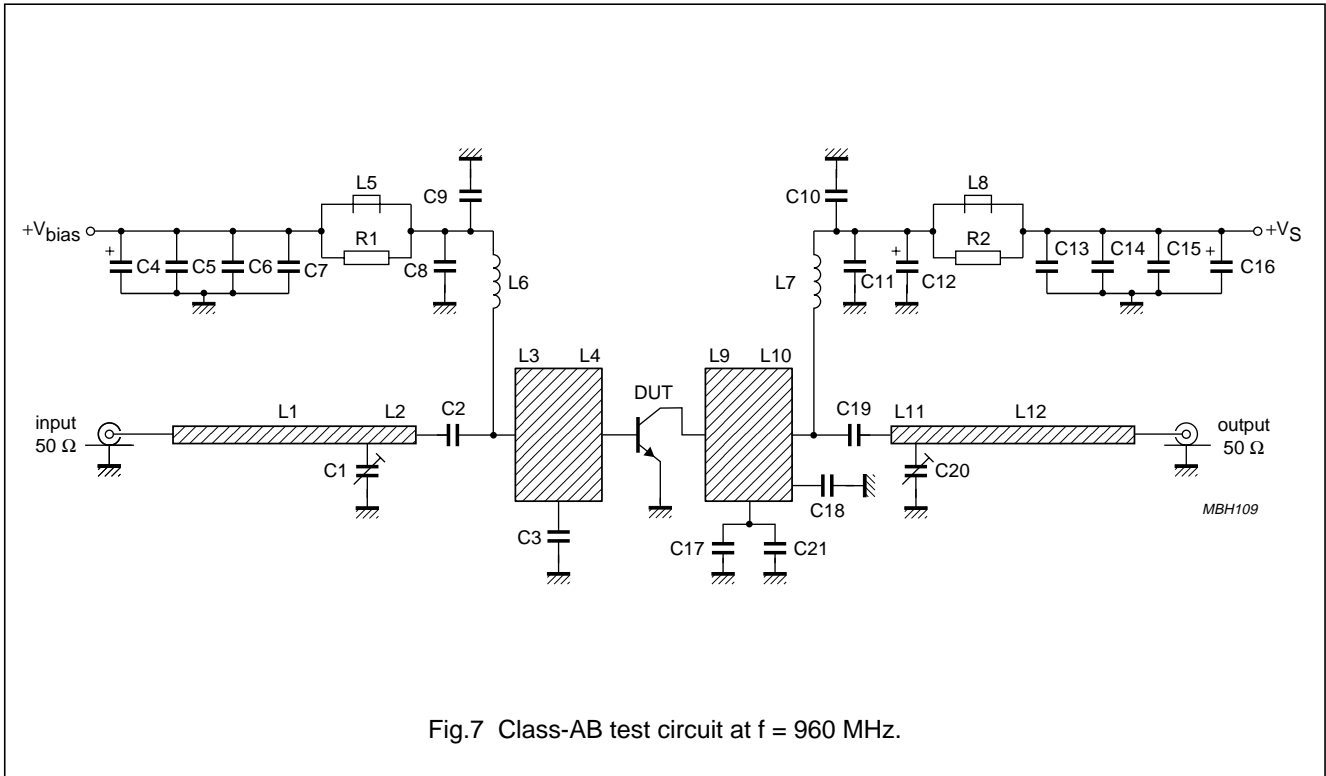 C9
L5
+Vbias
R1
+
C4
C5
C6
C7
C8
L6
C10
L8
R2
+VS
L7
C11
+
C12
C13
C14
C15
+
C16
L3
L4
L9
L10
DUT
input
50 Ω
L1
L2
C2
C1
C3
C19
L11
L12
output
50 Ω
C20
C18
C17
C21
MBH109
Fig.7 Class-AB test circuit at f = 960 MHz.